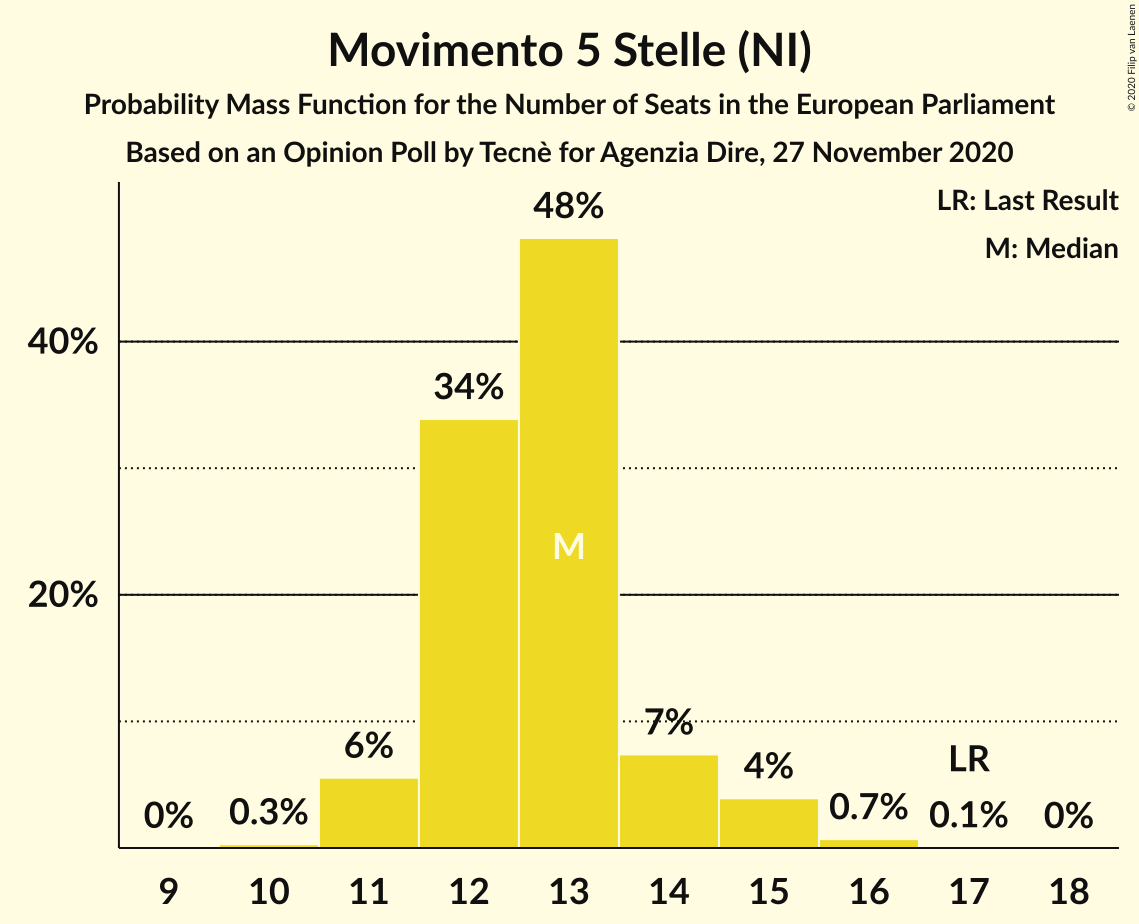 Movimento 5 Stelle (NI)
Probability Mass Function for the Number of Seats in the European Parliament
Based on an Opinion Poll by Tecnè for Agenzia Dire, 27 November 2020
© 2020 Filip van Laenen
LR: Last Result
M: Median
48%
40%
34%
M
20%
7%
6%
4%
LR
0%
0.3%
0.7%
0.1%
0%
9 10 11 12 13 14 15 16 17 18